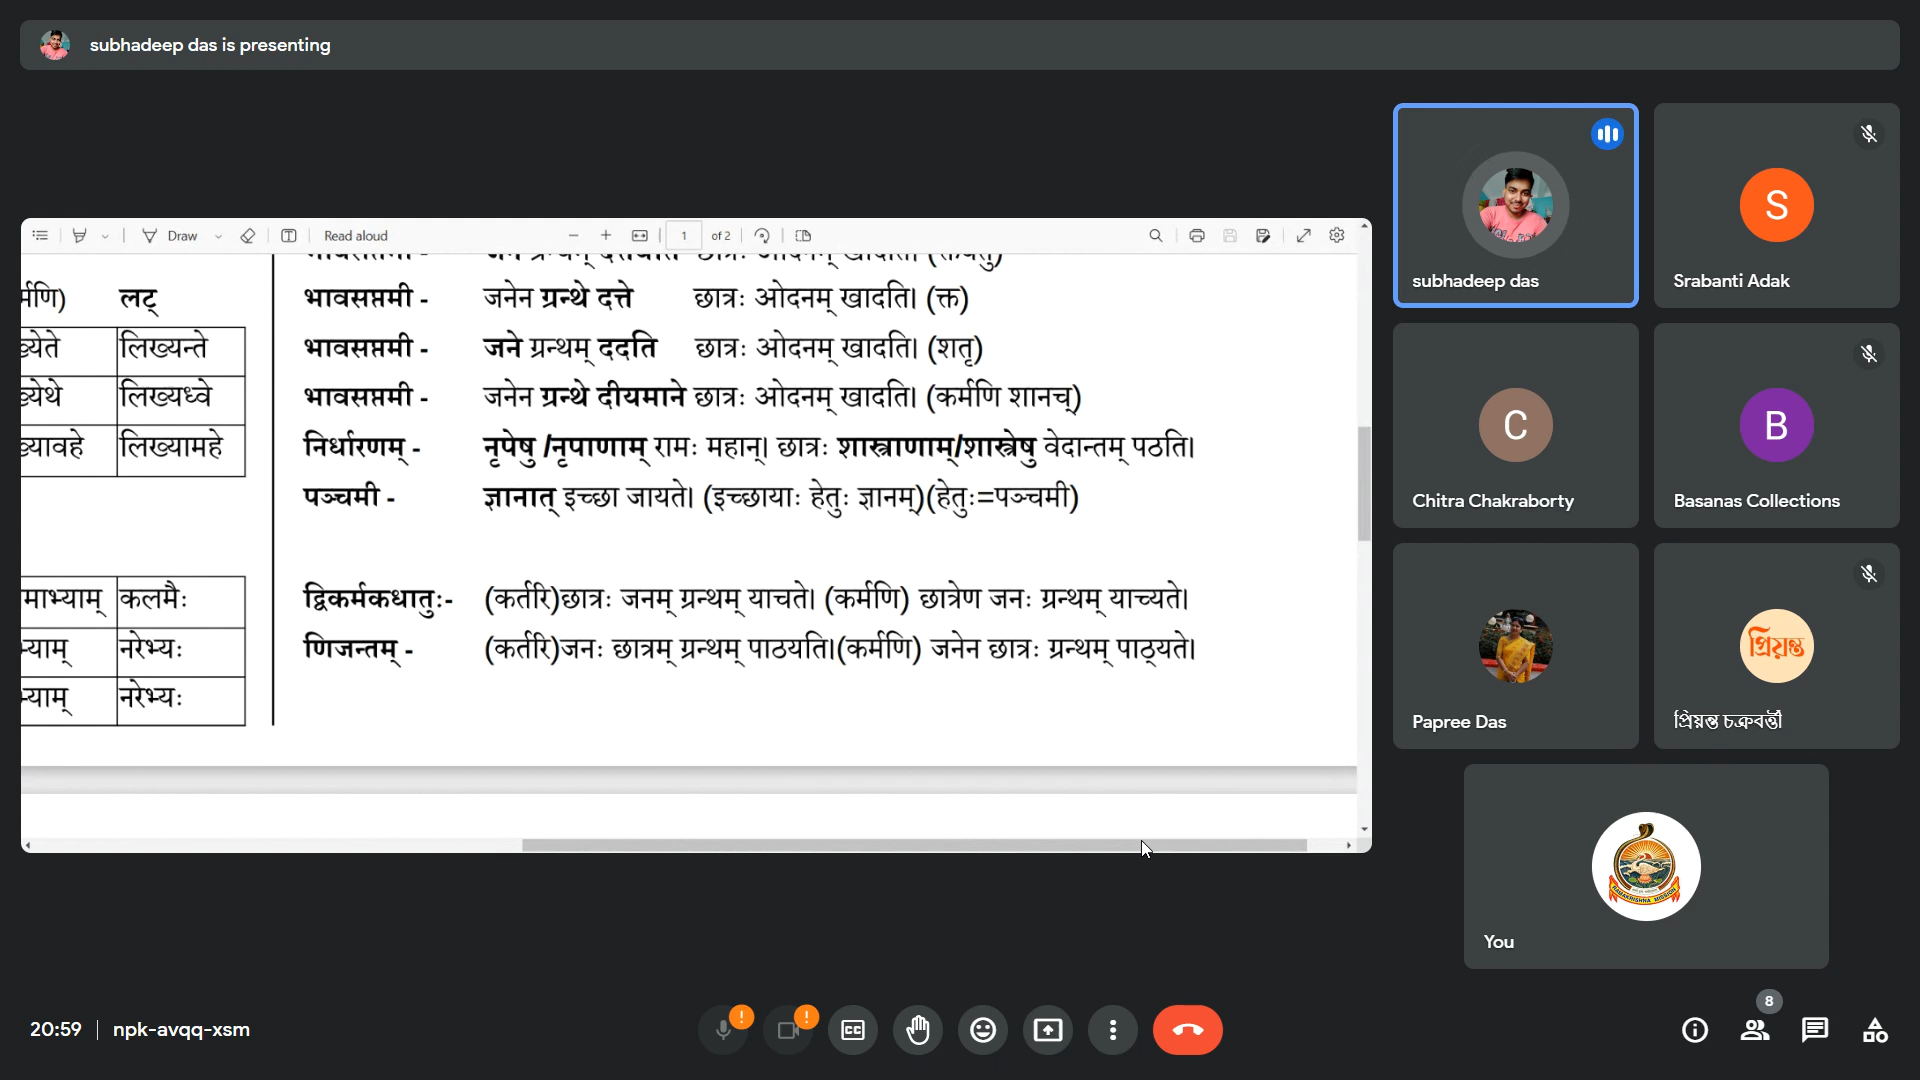 subhadeep das is presenting
Draw
Read aloud
1 of 2
र्मणि) लट्
ख्येते लिख्यन्ते
ख्येथे लिख्यध्वे
ख्यावहे लिख्यामहे
माभ्याम् कलमैः
भ्याम् नरेभ्यः
भ्याम् नरेभ्यः
भावसप्तमी - जनेन ग्रन्थे दत्ते छात्रः ओदनम् खादति। (क्त)
भावसप्तमी - जने ग्रन्थम् ददति छात्रः ओदनम् खादति। (शतृ)
भावसप्तमी - जनेन ग्रन्थे दीयमाने छात्रः ओदनम् खादति। (कर्मणि शानच्)
निर्धारणम् - नृपेषु /नृपाणाम् रामः महान्। छात्रः शास्त्राणाम्/शास्त्रेषु वेदान्तम् पठति।
पञ्चमी - ज्ञानात् इच्छा जायते। (इच्छायाः हेतुः ज्ञानम्)(हेतुः=पञ्चमी)
द्विकर्मकधातुः- (कर्तरि)छात्रः जनम् ग्रन्थम् याचते। (कर्मणि) छात्रेण जनः ग्रन्थम् याच्यते।
णिजन्तम् - (कर्तरि)जनः छात्रम् ग्रन्थम् पाठयति।(कर्मणि) जनेन छात्रः ग्रन्थम् पाठ्यते।
subhadeep das
S
Srabanti Adak
C
Chitra Chakraborty
B
Basanas Collections
Papree Das
প্রিয়ন্ত
প্রিয়ন্ত চক্রবর্ত্তী
RAMAKRISHNA MISSION
You
20:59 | npk-avqq-xsm
8